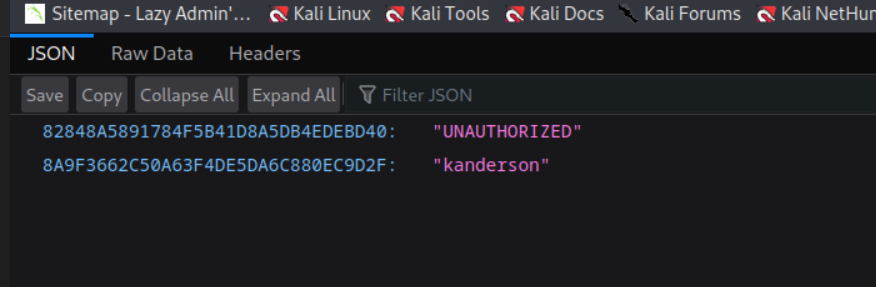 Sitemap - Lazy Admin'... Kali Linux Kali Tools Kali Docs Kali Forums Kali NetHun
JSON Raw Data Headers
Save Copy Collapse All Expand All Filter JSON
82848A5891784F5B41D8A5DB4EDEBD40: "UNAUTHORIZED"
8A9F3662C50A63F4DE5DA6C880EC9D2F: "kanderson"